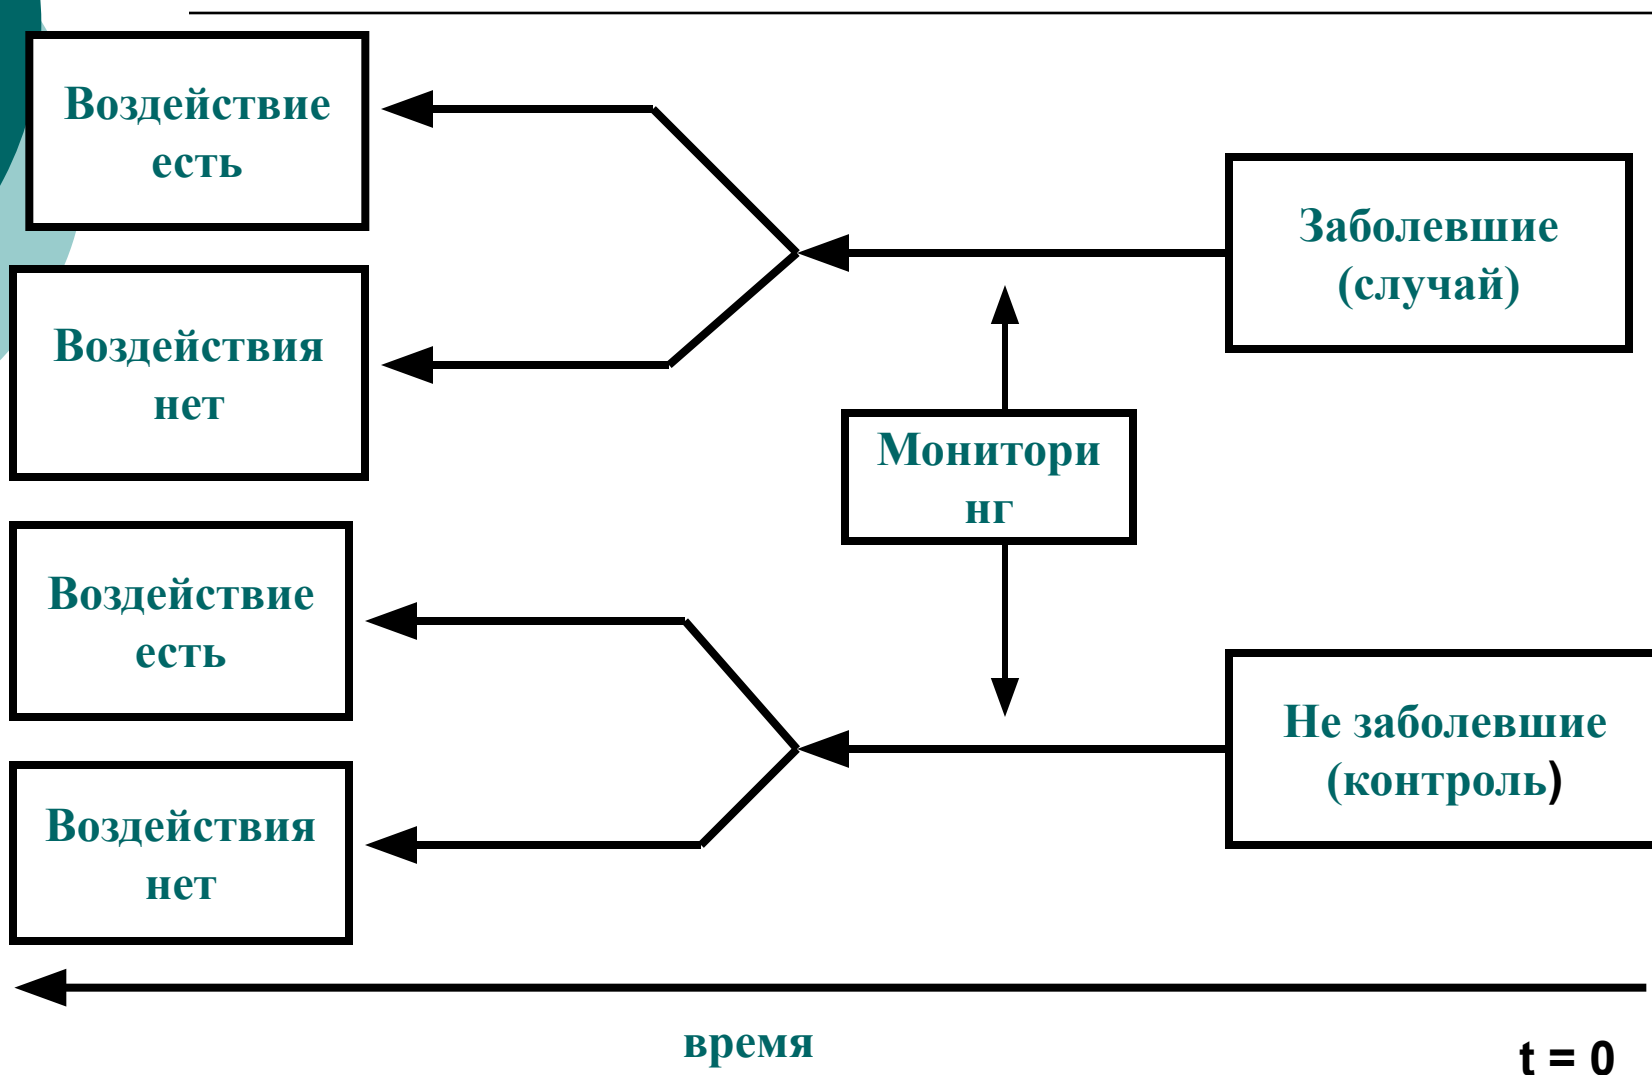 Воздействие
есть
Воздействия
нет
Воздействие
есть
Воздействия
нет
Монитори
нг
Заболевшие
(случай)
Не заболевшие
(контроль)
время
t = 0